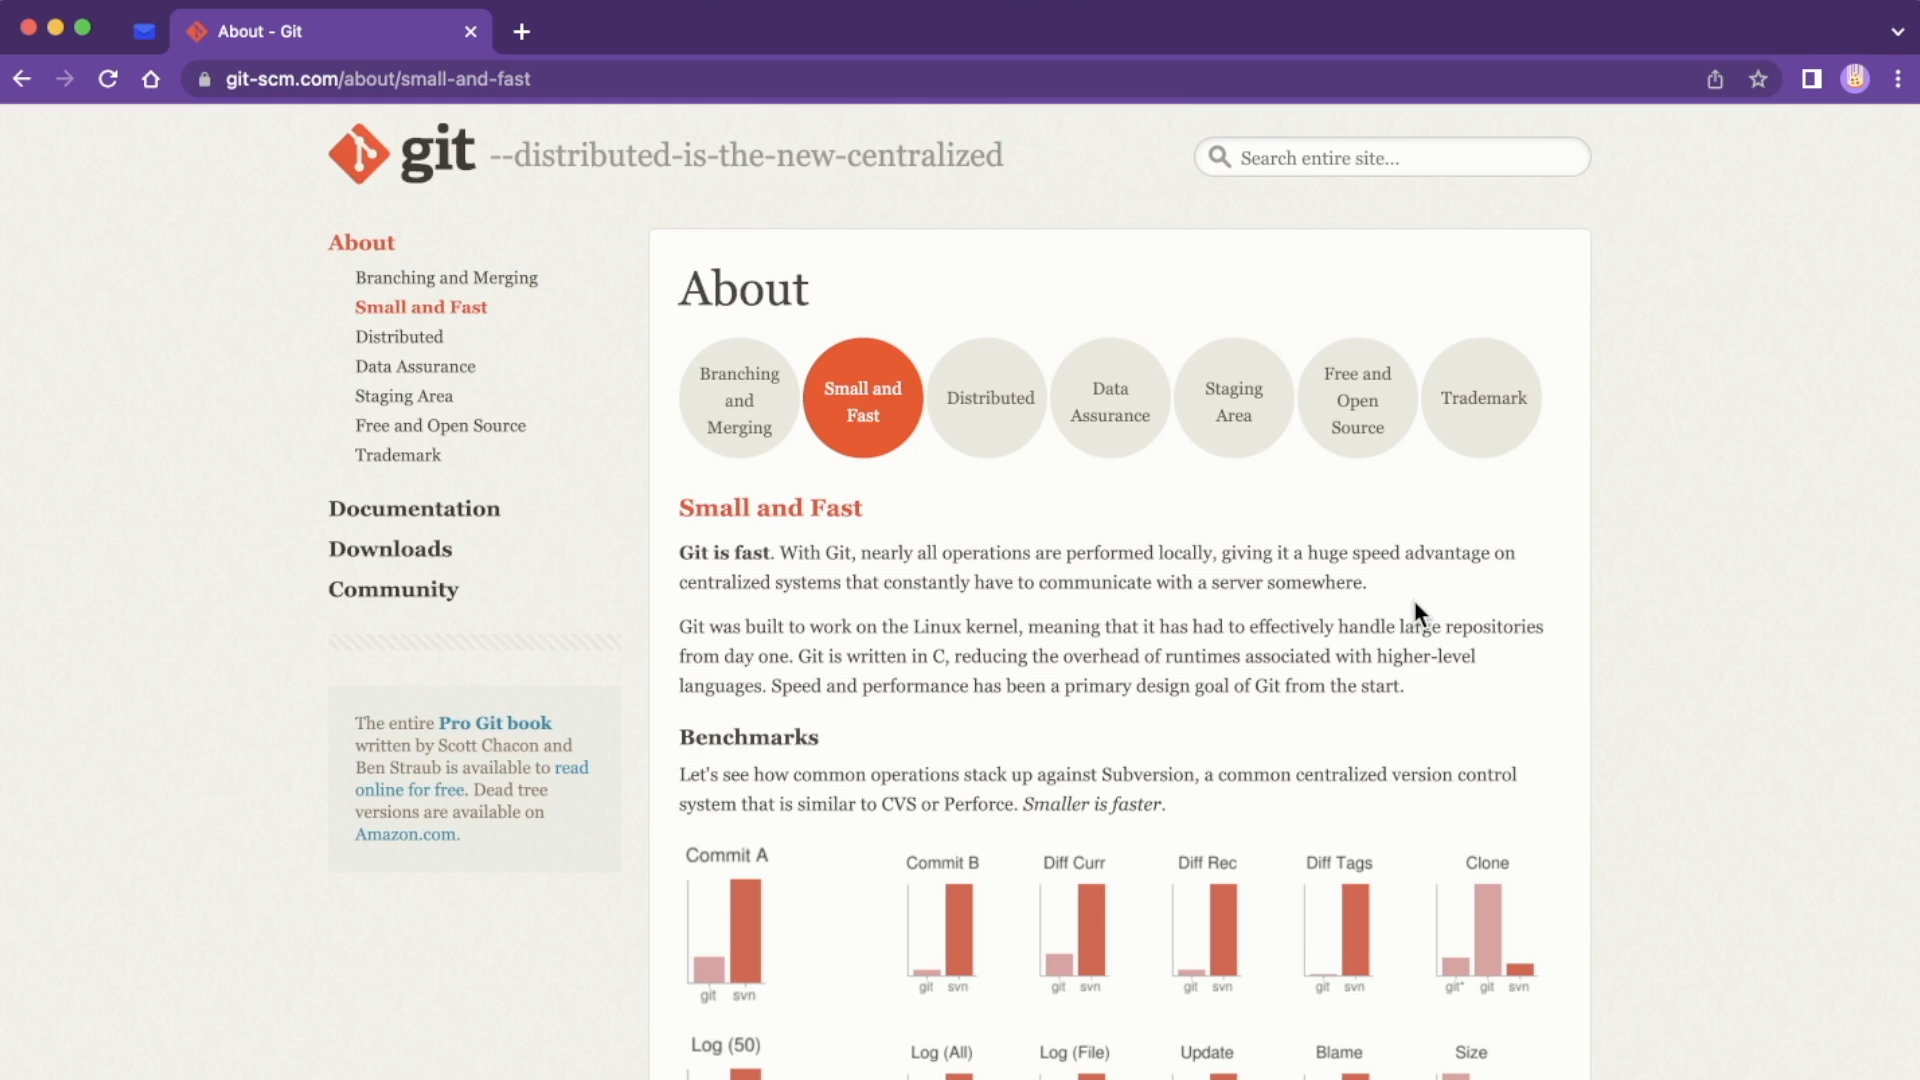 About - Git
git-scm.com/about/small-and-fast
git --distributed-is-the-new-centralized
Search entire site...
About
Branching and Merging
Small and Fast
Distributed
Data Assurance
Staging Area
Free and Open Source
Trademark
Documentation
Downloads
Community
The entire Pro Git book
written by Scott Chacon and
Ben Straub is available to read
online for free. Dead tree
versions are available on
Amazon.com.
About
Branching
and
Merging
Small and
Fast
Distributed
Data
Assurance
Staging
Area
Free and
Open
Source
Trademark
Small and Fast
Git is fast. With Git, nearly all operations are performed locally, giving it a huge speed advantage on
centralized systems that constantly have to communicate with a server somewhere.
Git was built to work on the Linux kernel, meaning that it has had to effectively handle large repositories
from day one. Git is written in C, reducing the overhead of runtimes associated with higher-level
languages. Speed and performance has been a primary design goal of Git from the start.
Benchmarks
Let's see how common operations stack up against Subversion, a common centralized version control
system that is similar to CVS or Perforce. Smaller is faster.
Commit A
git svn
Commit B
git svn
Diff Curr
git svn
Diff Rec
git svn
Diff Tags
git svn
Clone
git* git svn
Log (50)
Log (All)
Log (File)
Update
Blame
Size